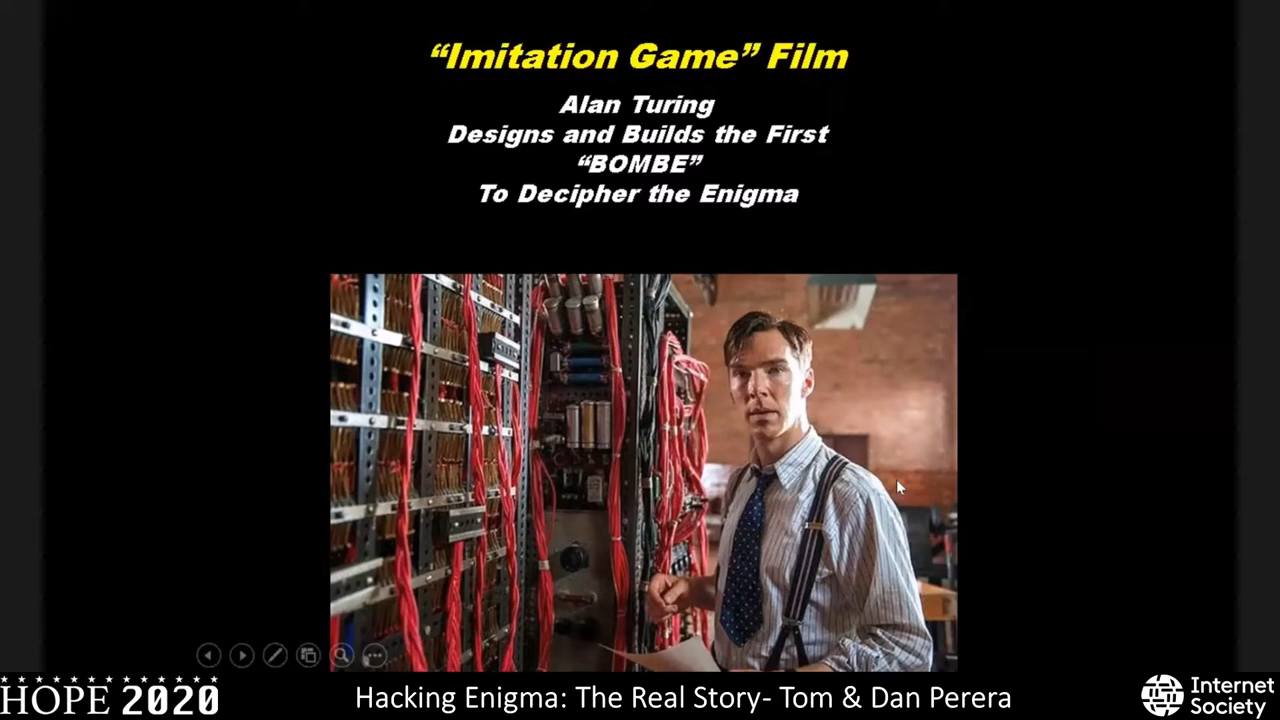 “Imitation Game” Film
Alan Turing
Designs and Builds the First
“BOMBE”
To Decipher the Enigma
HOPE 2020
Hacking Enigma: The Real Story- Tom & Dan Perera
Internet
Society